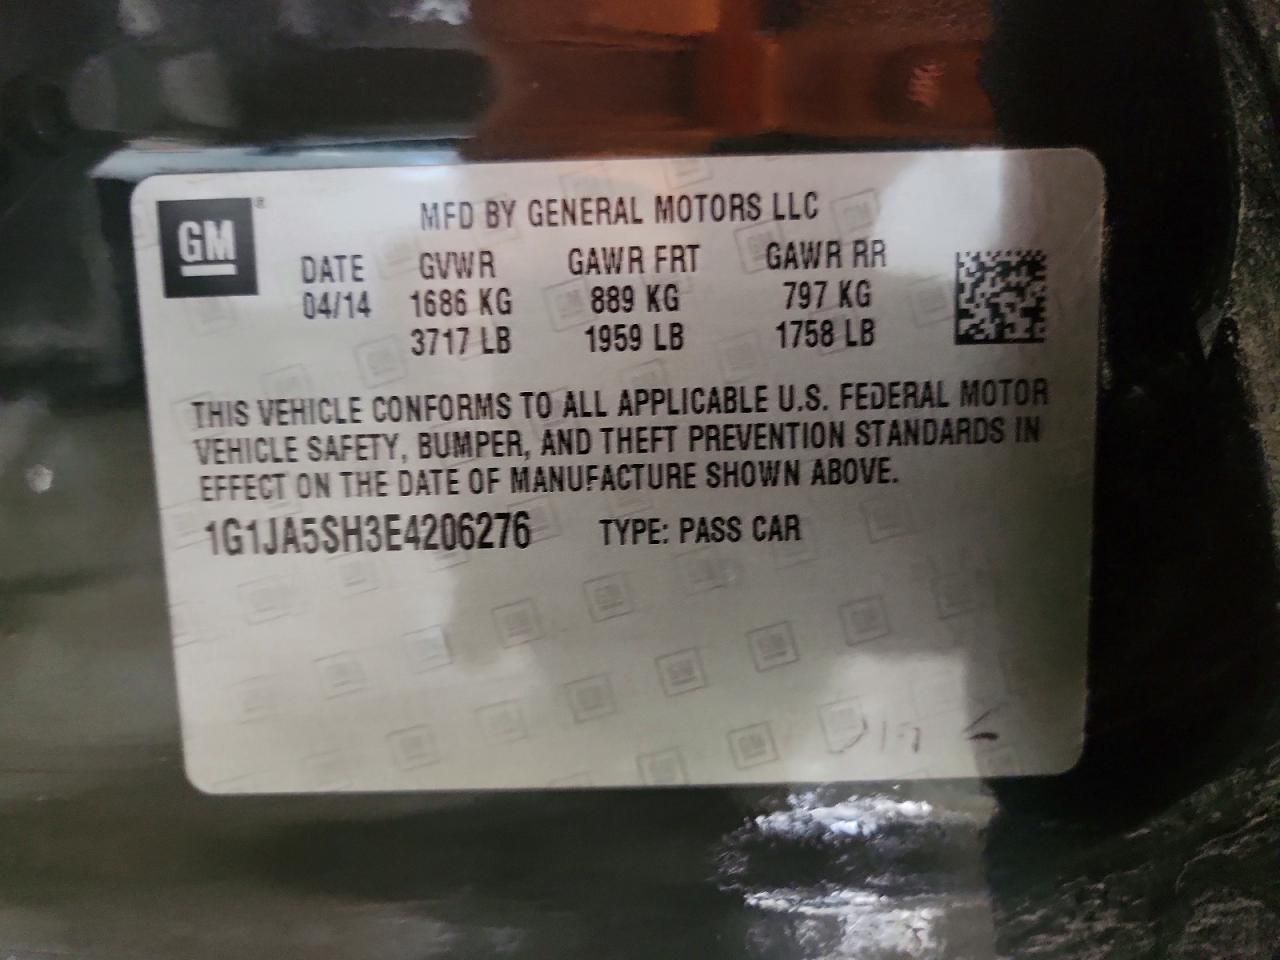 GM
MFD BY GENERAL MOTORS LLC
DATE GVWR GAWR FRT GAWR RR
04/14 1686 KG 889 KG 797 KG
3717 LB 1959 LB 1758 LB
THIS VEHICLE CONFORMS TO ALL APPLICABLE U.S. FEDERAL MOTOR
VEHICLE SAFETY, BUMPER, AND THEFT PREVENTION STANDARDS IN
EFFECT ON THE DATE OF MANUFACTURE SHOWN ABOVE.
1G1JA5SH3E4206276 TYPE: PASS CAR